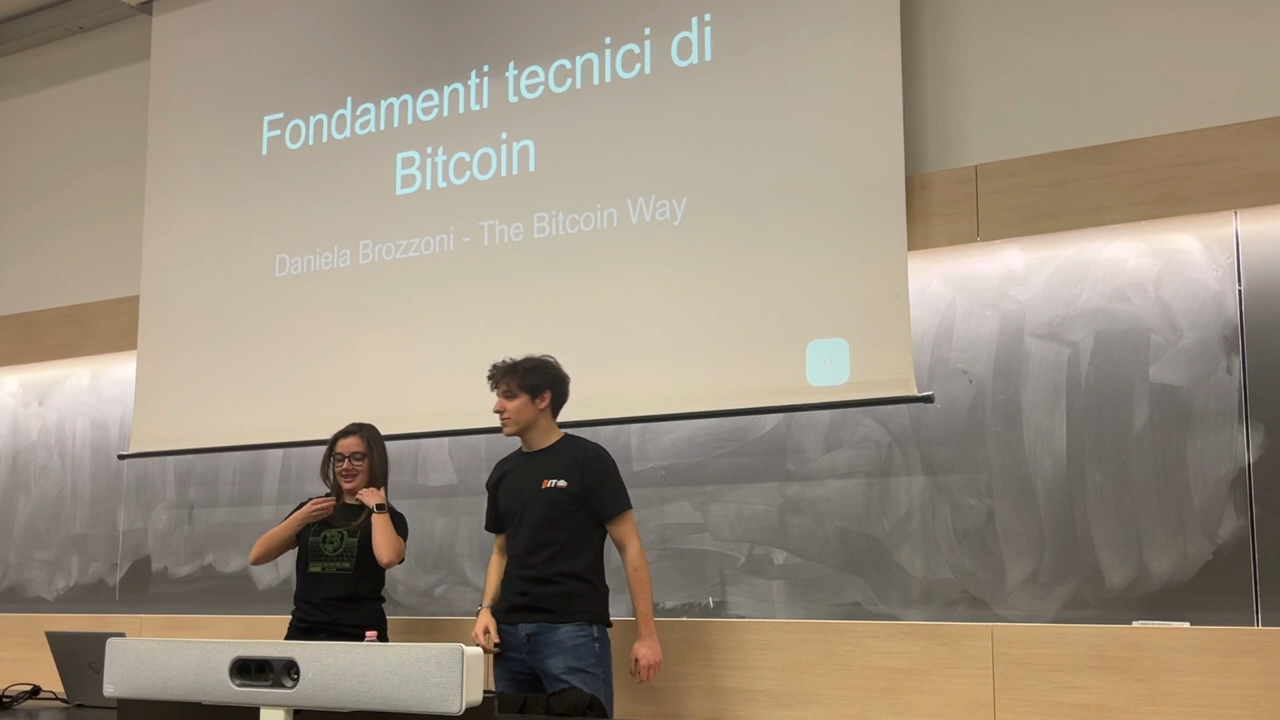 Fondamenti tecnici di
Bitcoin
Daniela Brozzoni - The Bitcoin Way